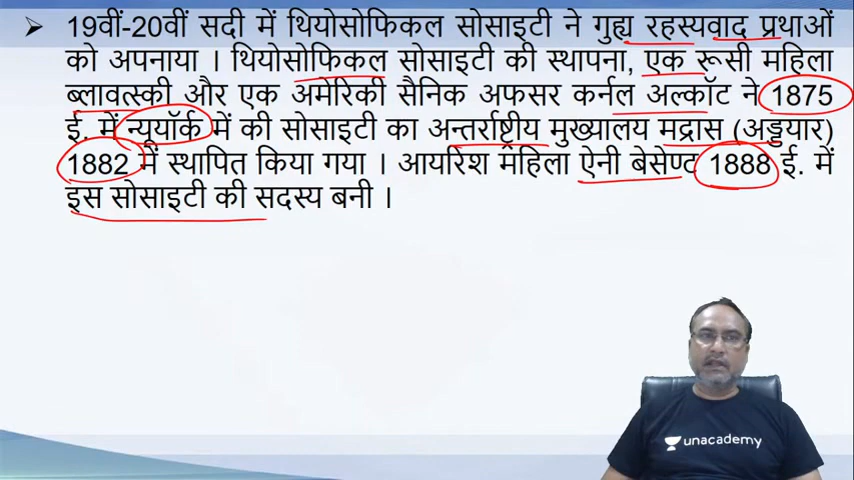 ➢ 19वीं-20वीं सदी में थियोसोफिकल सोसाइटी ने गुह्य रहस्यवाद प्रथाओं
को अपनाया । थियोसोफिकल सोसाइटी की स्थापना, एक रूसी महिला
ब्लावत्स्की और एक अमेरिकी सैनिक अफसर कर्नल अल्कॉट ने 1875
ई. में न्यूयॉर्क में की सोसाइटी का अन्तर्राष्ट्रीय मुख्यालय मद्रास (अड्डयार)
1882 में स्थापित किया गया । आयरिश महिला ऐनी बेसेण्ट 1888 ई. में
इस सोसाइटी की सदस्य बनी ।
unacademy